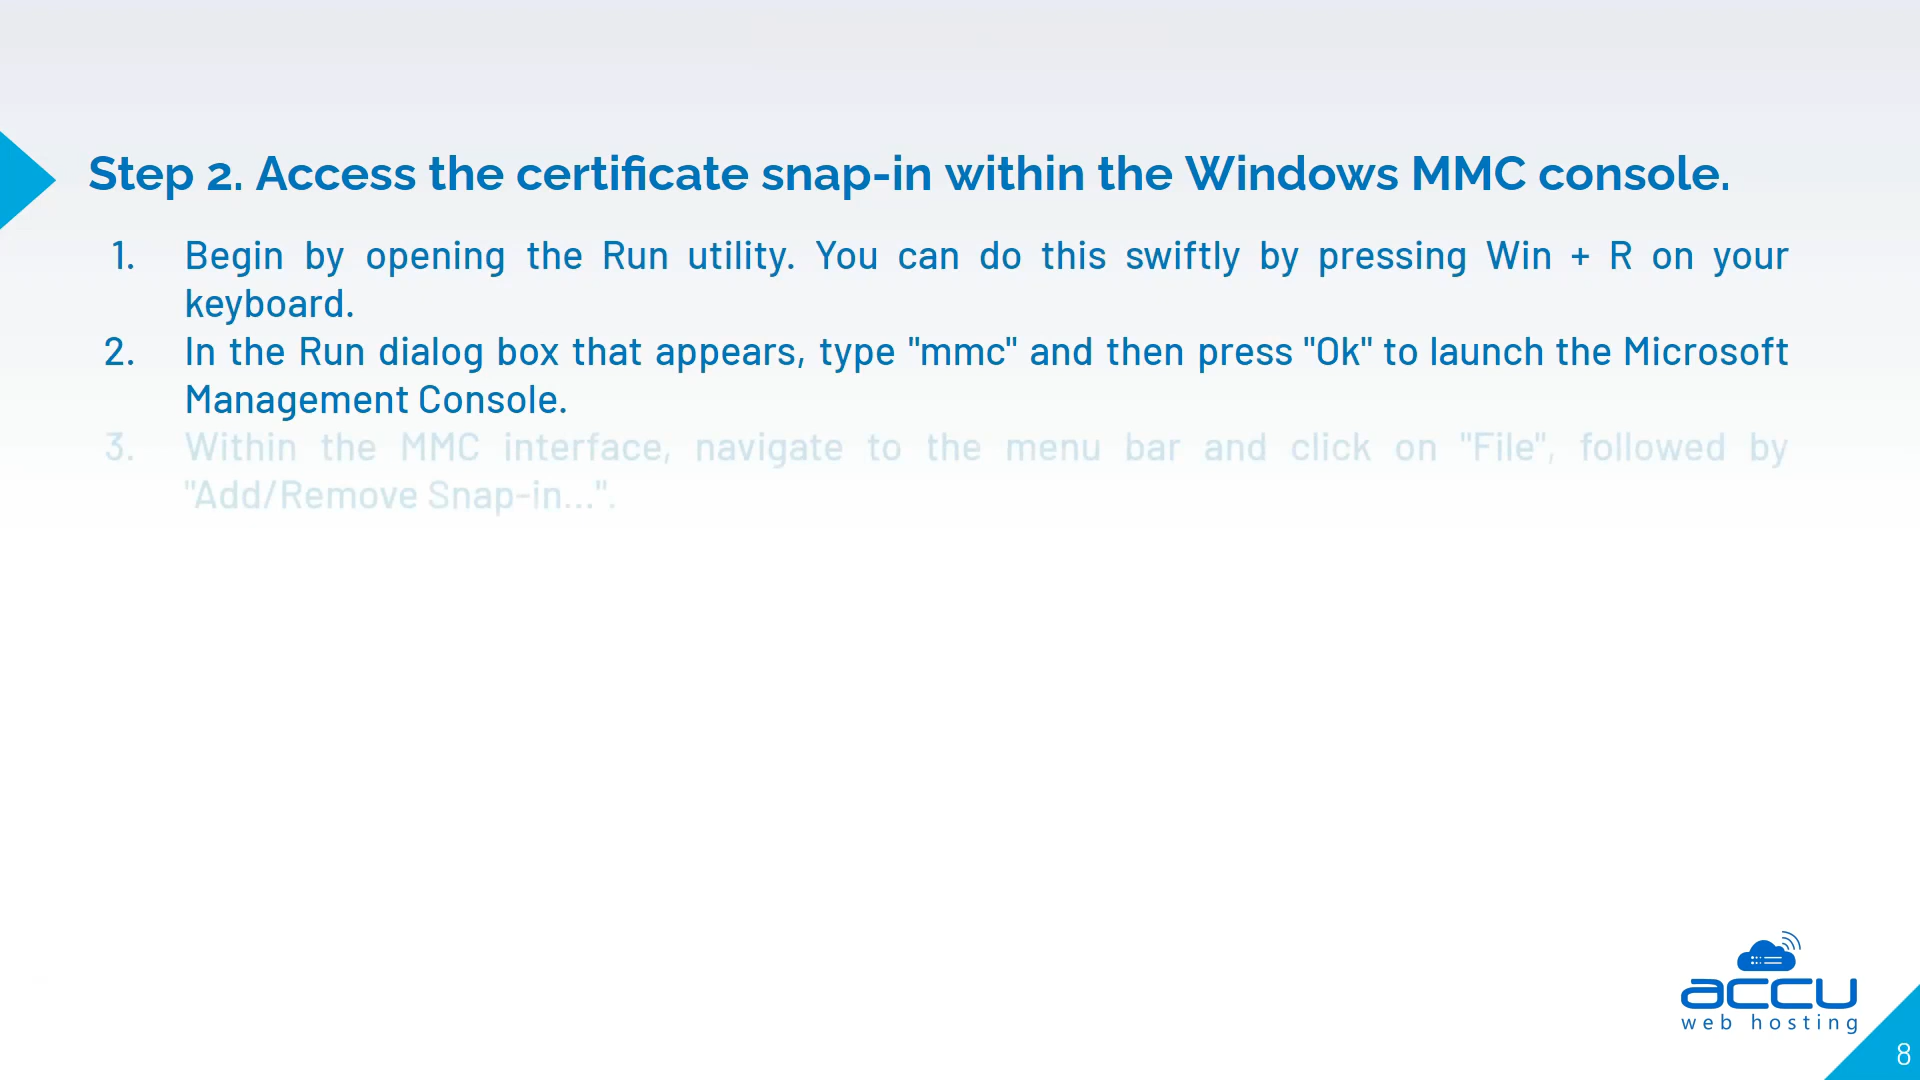 Step 2. Access the certificate snap-in within the Windows MMC console.
1. Begin by opening the Run utility. You can do this swiftly by pressing Win + R on your
keyboard.
2. In the Run dialog box that appears, type "mmc" and then press "Ok" to launch the Microsoft
Management Console.
3. Within the MMC interface, navigate to the menu bar and click on "File", followed by
"Add/Remove Snap-in...".
accu
web hosting
8